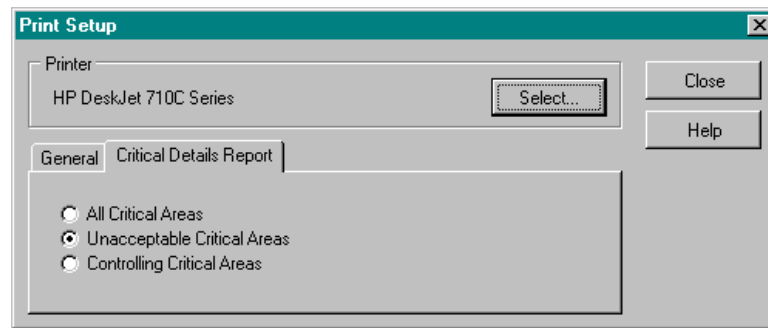 Print Setup
Printer
HP DeskJet 710C Series
Select...
Close
Help
General
Critical Details Report
All Critical Areas
Unacceptable Critical Areas
Controlling Critical Areas